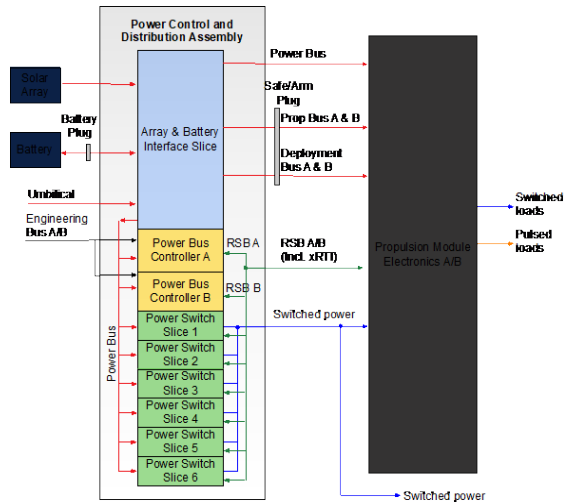 Power Control and
Distribution Assembly
Solar
Array
Battery
Plug
Battery
Umbilical
Engineering
Bus A/B
Array & Battery
Interface Slice
Power Bus
Controller A
Power Bus
Controller B
Power Switch
Slice 1
Power Switch
Slice 2
Power Switch
Slice 3
Power Switch
Slice 4
Power Switch
Slice 5
Power Switch
Slice 6
Power Bus
RSB A
RSB B
Power Bus
Safe/Arm
Plug
Prop Bus A & B
Deployment
Bus A & B
RSB A/B
(Incl. xRTI)
Switched power
Propulsion Module
Electronics A/B
Switched
loads
Pulsed
loads
Switched power